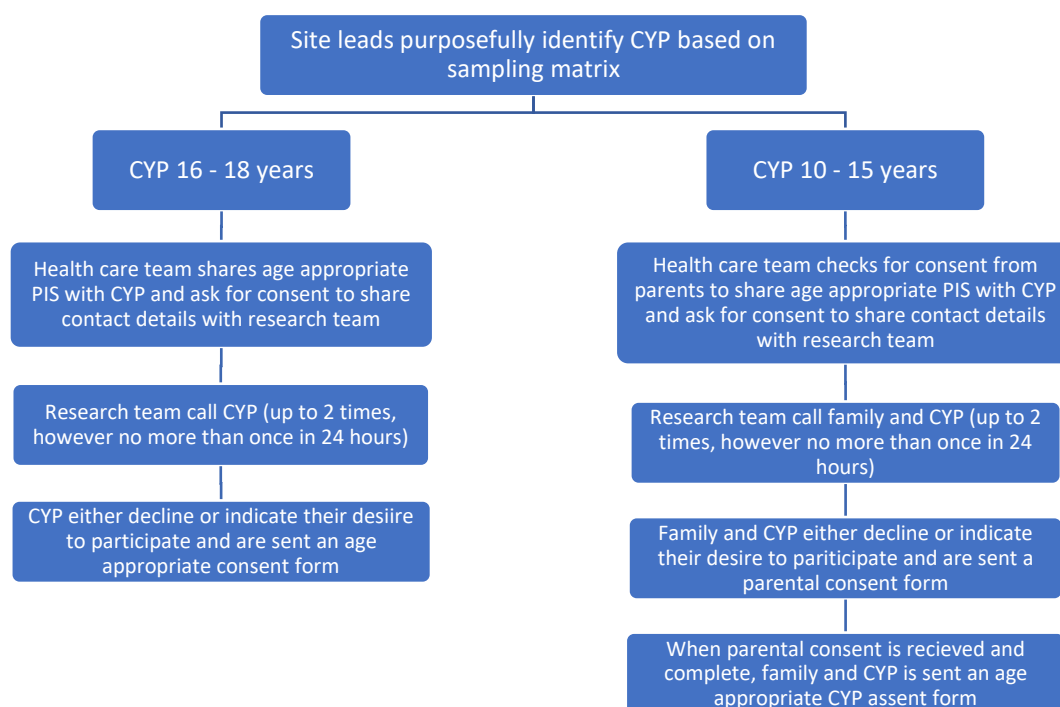 Site leads purposefully identify CYP based on
sampling matrix
CYP 16 - 18 years
Health care team shares age appropriate
PIS with CYP and ask for consent to share
contact details with research team
Research team call CYP (up to 2 times,
however no more than once in 24 hours)
CYP either decline or indicate their desiire
to participate and are sent an age
appropriate consent form
CYP 10 - 15 years
Health care team checks for consent from
parents to share age appropriate PIS with CYP
and ask for consent to share contact details
with research team
Research team call family and CYP (up to 2
times, however no more than once in 24
hours)
Family and CYP either decline or indicate
their desire to pariticipate and are sent a
parental consent form
When parental consent is recieved and
complete, family and CYP is sent an age
appropriate CYP assent form